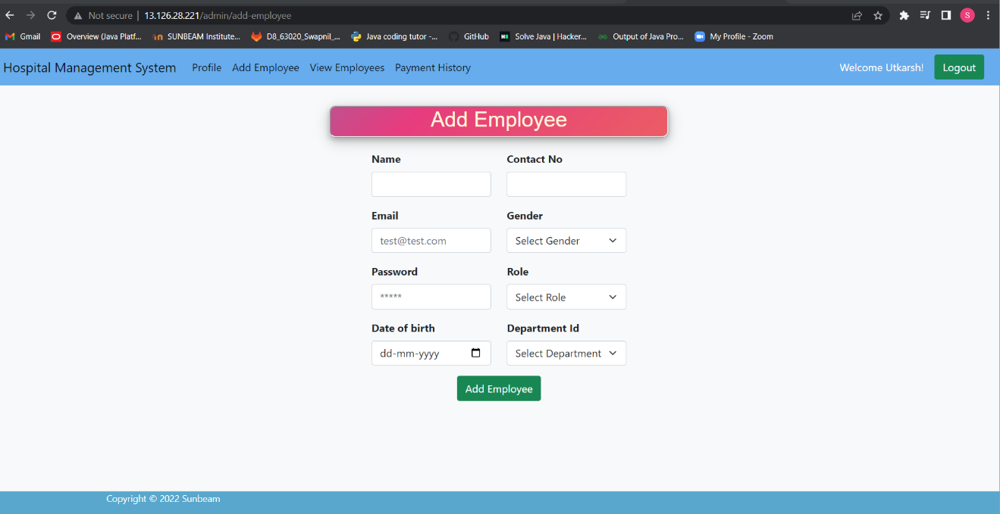 Not secure | 13.126.28.221/admin/add-employee
S
Gmail Overview (Java Platf... SUNBEAM Institute... D8_63020_Swapnil_... Java coding tutor -... GitHub Solve Java | Hacker... Output of Java Pro... My Profile - Zoom
Hospital Management System Profile Add Employee View Employees Payment History Welcome Utkarsh! Logout
Add Employee
Name Contact No
Email Gender
test@test.com Select Gender
Password Role
***** Select Role
Date of birth Department Id
dd-mm-yyyy Select Department
Add Employee
Copyright © 2022 Sunbeam